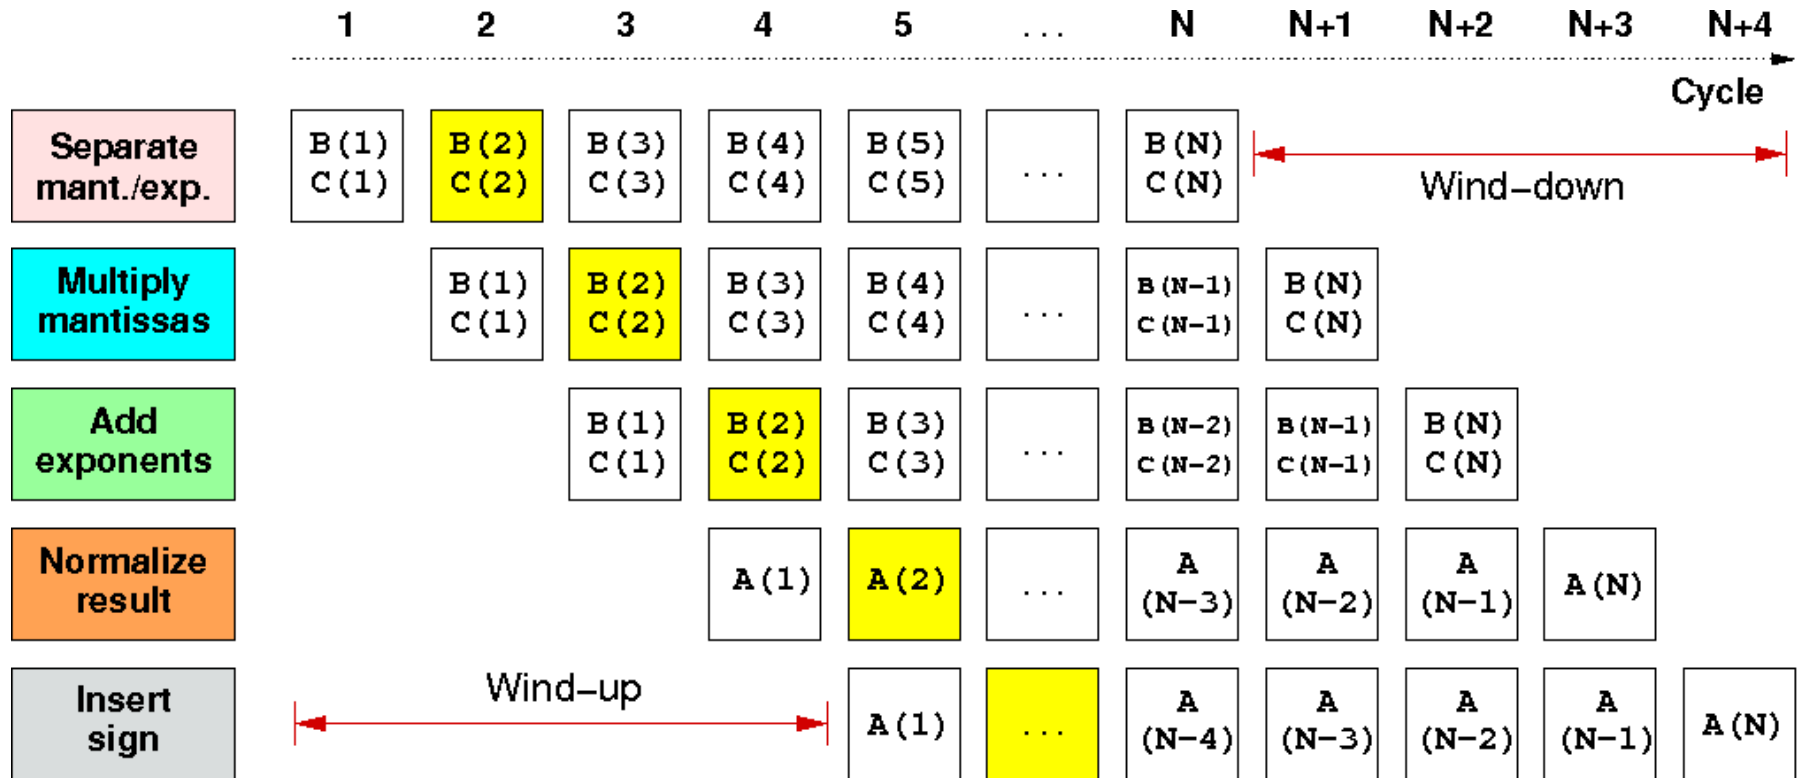 1 2 3 4 5 ... N N+1 N+2 N+3 N+4
Cycle
Separate
mant./exp.
B(1) B(2) B(3) B(4) B(5) ... B(N)
C(1) C(2) C(3) C(4) C(5) C(N)
Wind-down
Multiply
mantissas
B(1) B(2) B(3) B(4) ... B(N-1) B(N)
C(1) C(2) C(3) C(4) C(N-1) C(N)
Add
exponents
B(1) B(2) B(3) ... B(N-2) B(N-1) B(N)
C(1) C(2) C(3) C(N-2) C(N-1) C(N)
Normalize
result
A(1) A(2) ... A A A A(N)
(N-3) (N-2) (N-1)
Insert
sign
Wind-up
A(1) ... A A A A A(N)
(N-4) (N-3) (N-2) (N-1)